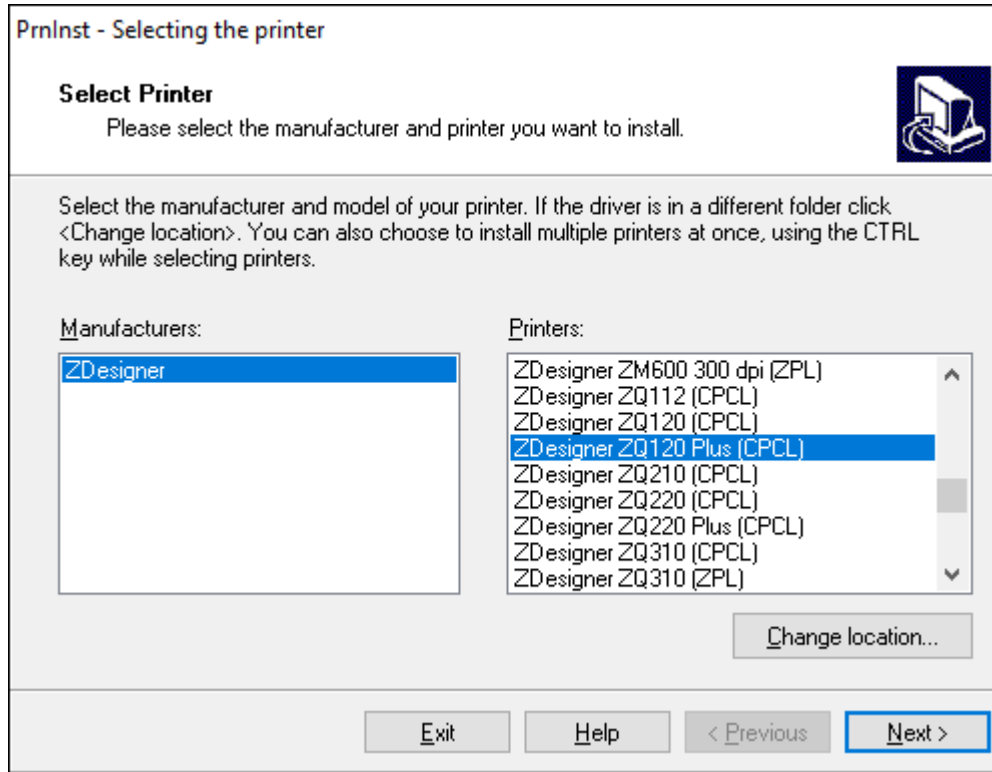 PrnInst - Selecting the printer
Select Printer
Please select the manufacturer and printer you want to install.
Select the manufacturer and model of your printer. If the driver is in a different folder click
<Change location>. You can also choose to install multiple printers at once, using the CTRL
key while selecting printers.
Manufacturers:
ZDesigner
Printers:
ZDesigner ZM600 300 dpi (ZPL)
ZDesigner ZQ112 (CPCL)
ZDesigner ZQ120 (CPCL)
ZDesigner ZQ120 Plus (CPCL)
ZDesigner ZQ210 (CPCL)
ZDesigner ZQ220 (CPCL)
ZDesigner ZQ220 Plus (CPCL)
ZDesigner ZQ310 (CPCL)
ZDesigner ZQ310 (ZPL)
Change location...
Exit
Help
< Previous
Next >